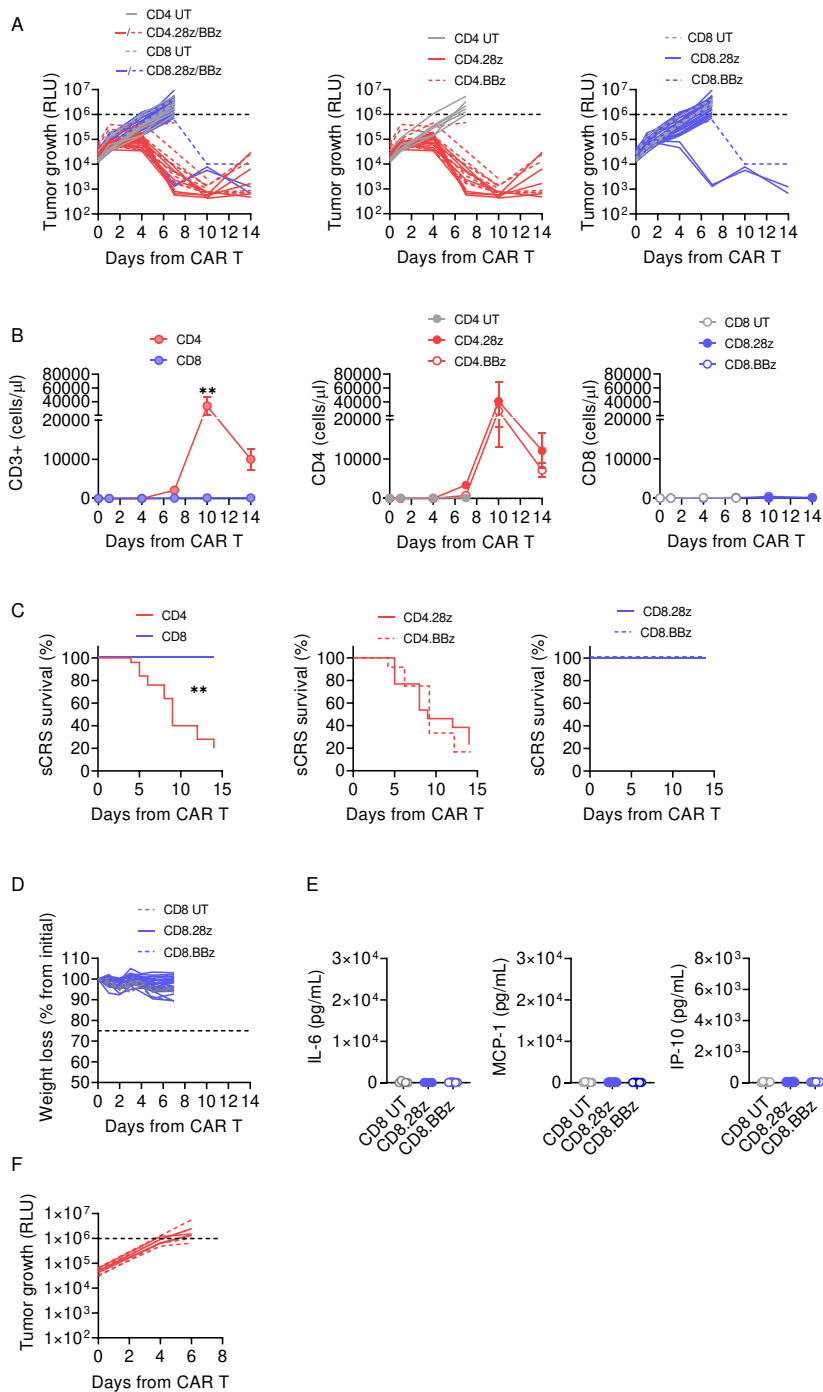 A
CD4 UT
CD4.28z/BBz
CD8 UT
CD8.28z/BBz
Tumor growth (RLU)
10⁷
10⁶
10⁵
10⁴
10³
10²
0 2 4 6 8 10 12 14
Days from CAR T
CD4 UT
CD4.28z
CD4.BBz
Tumor growth (RLU)
10⁷
10⁶
10⁵
10⁴
10³
10²
0 2 4 6 8 10 12 14
Days from CAR T
CD8 UT
CD8.28z
CD8.BBz
Tumor growth (RLU)
10⁷
10⁶
10⁵
10⁴
10³
10²
0 2 4 6 8 10 12 14
Days from CAR T
B
CD4
CD8
CD3+ (cells/μl)
80000
60000
40000
20000
10000
0
**
0 2 4 6 8 10 12 14
Days from CAR T
CD4 UT
CD4.28z
CD4.BBz
CD4 (cells/μl)
80000
60000
40000
20000
10000
0
0 2 4 6 8 10 12 14
Days from CAR T
CD8 UT
CD8.28z
CD8.BBz
CD8 (cells/μl)
80000
60000
40000
20000
10000
0
0 2 4 6 8 10 12 14
Days from CAR T
C
CD4
CD8
sCRS survival (%)
100
80
60
40
20
0
**
0 5 10 15
Days from CAR T
CD4.28z
CD4.BBz
sCRS survival (%)
100
80
60
40
20
0
0 5 10 15
Days from CAR T
CD8.28z
CD8.BBz
sCRS survival (%)
100
80
60
40
20
0
0 5 10 15
Days from CAR T
D
CD8 UT
CD8.28z
CD8.BBz
Weight loss (% from initial)
110
100
90
80
70
60
50
0 2 4 6 8 10 12 14
Days from CAR T
E
IL-6 (pg/mL)
3×10⁴
2×10⁴
1×10⁴
0
CD8 UT
CD8.28z
CD8.BBz
MCP-1 (pg/mL)
3×10⁴
2×10⁴
1×10⁴
0
CD8 UT
CD8.28z
CD8.BBz
IP-10 (pg/mL)
8×10³
6×10³
4×10³
2×10³
0
CD8 UT
CD8.28z
CD8.BBz
F
Tumor growth (RLU)
1×10⁷
1×10⁶
1×10⁵
1×10⁴
1×10³
1×10²
0 2 4 6 8
Days from CAR T